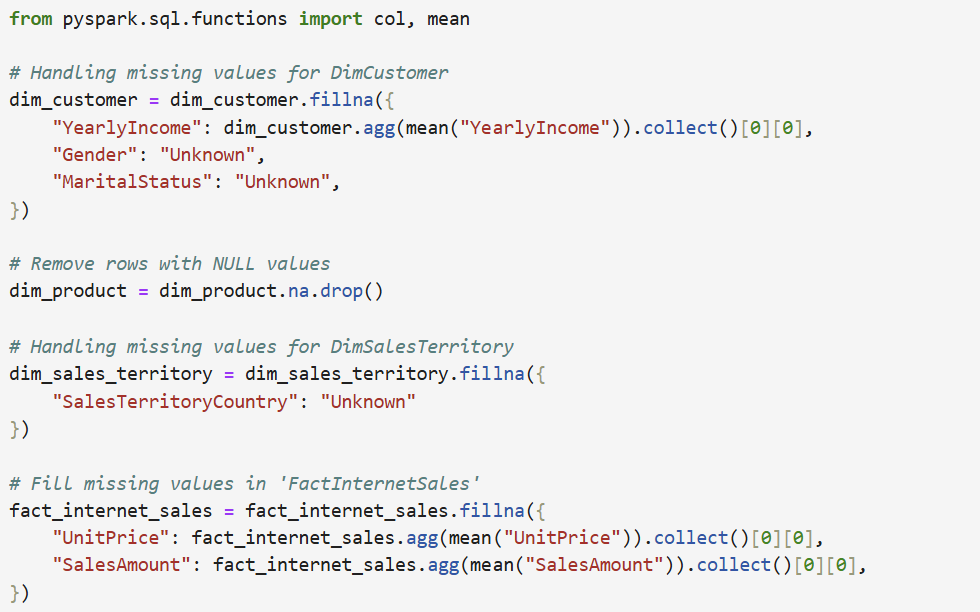 from pyspark.sql.functions import col, mean

# Handling missing values for DimCustomer
dim_customer = dim_customer.fillna({
    "YearlyIncome": dim_customer.agg(mean("YearlyIncome")).collect()[0][0],
    "Gender": "Unknown",
    "MaritalStatus": "Unknown",
})

# Remove rows with NULL values
dim_product = dim_product.na.drop()

# Handling missing values for DimSalesTerritory
dim_sales_territory = dim_sales_territory.fillna({
    "SalesTerritoryCountry": "Unknown"
})

# Fill missing values in 'FactInternetSales'
fact_internet_sales = fact_internet_sales.fillna({
    "UnitPrice": fact_internet_sales.agg(mean("UnitPrice")).collect()[0][0],
    "SalesAmount": fact_internet_sales.agg(mean("SalesAmount")).collect()[0][0],
})